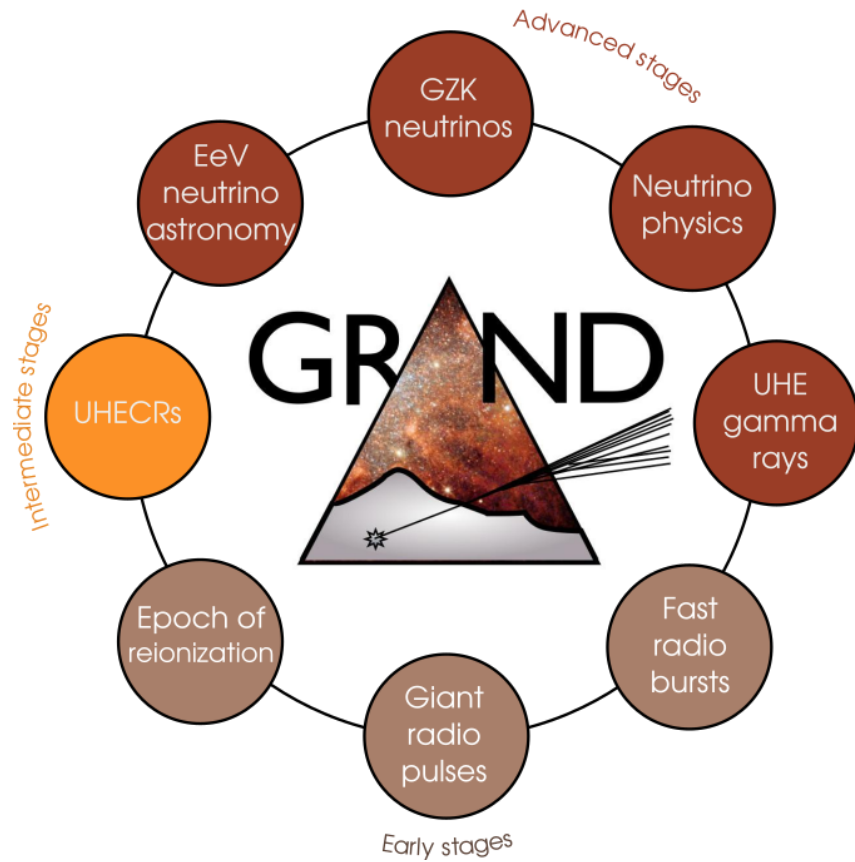 Advanced stages
GZK
neutrinos
EeV
neutrino
astronomy
Neutrino
physics
GRAND
Intermediate stages
UHECRs
UHE
gamma
rays
Epoch of
reionization
Fast
radio
bursts
Giant
radio
pulses
Early stages